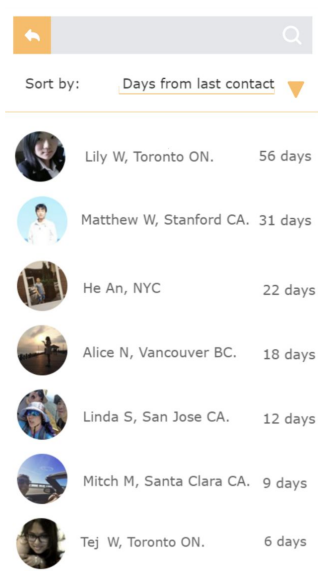 Sort by: Days from last contact
Lily W, Toronto ON. 56 days
Matthew W, Stanford CA. 31 days
He An, NYC 22 days
Alice N, Vancouver BC. 18 days
Linda S, San Jose CA. 12 days
Mitch M, Santa Clara CA. 9 days
Tej W, Toronto ON. 6 days